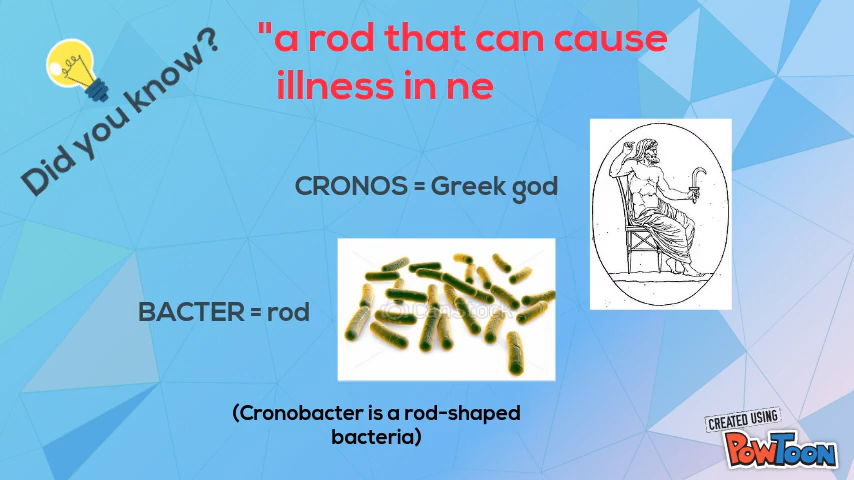 Did you know?
"a rod that can cause
illness in ne
CRONOS = Greek god
BACTER = rod
(Cronobacter is a rod-shaped
bacteria)
CREATED USING
POWTOON